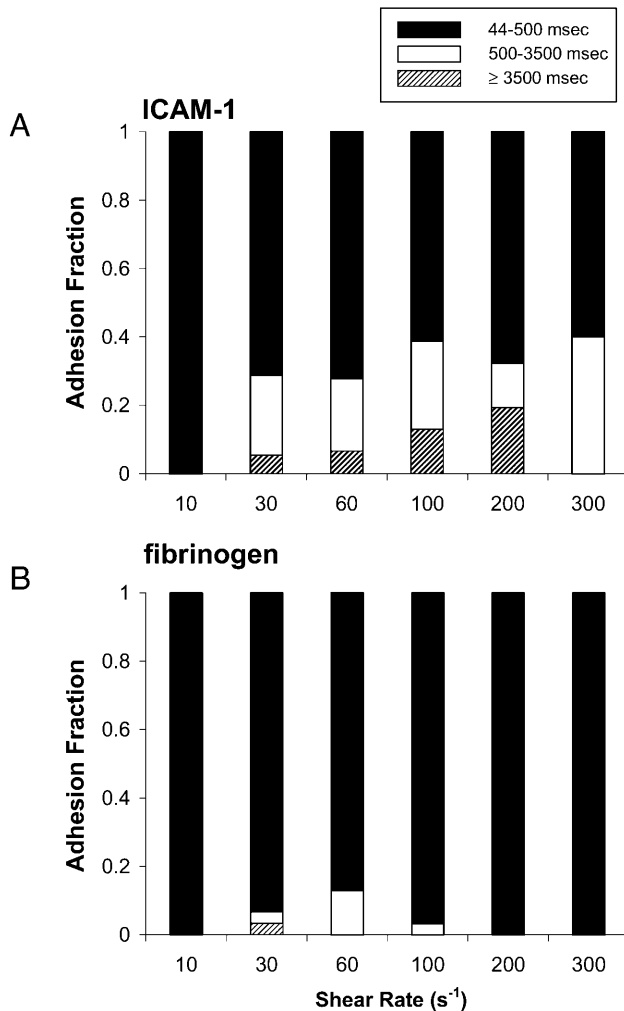 44-500 msec
500-3500 msec
≥ 3500 msec
A
ICAM-1
1
0.8
0.6
0.4
0.2
0
Adhesion Fraction
10 30 60 100 200 300
B
fibrinogen
1
0.8
0.6
0.4
0.2
0
Adhesion Fraction
10 30 60 100 200 300
Shear Rate (s⁻¹)